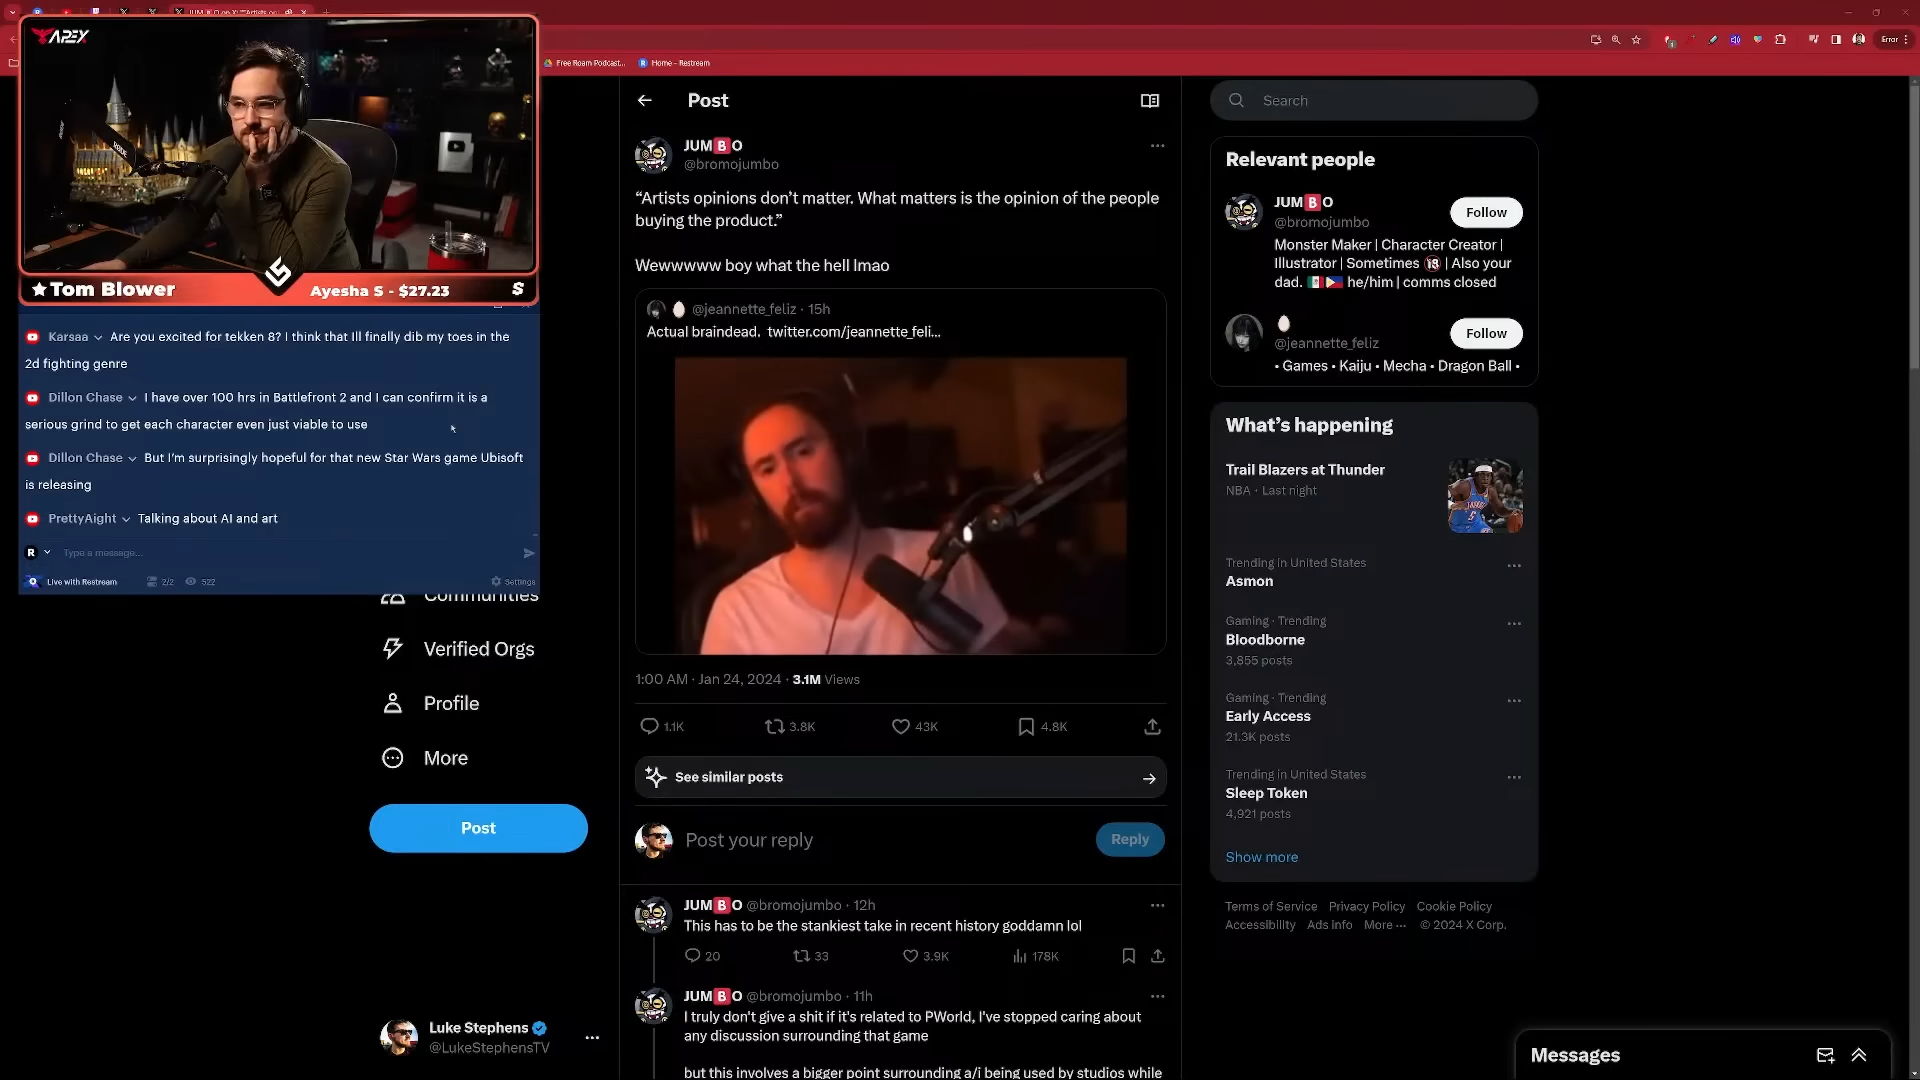 APEX
Tom Blower
Ayesha S - $27.23
Karsaa Are you excited for tekken 8? I think that Ill finally dib my toes in the
2d fighting genre
Dillon Chase I have over 100 hrs in Battlefront 2 and I can confirm it is a
serious grind to get each character even just viable to use
Dillon Chase But I'm surprisingly hopeful for that new Star Wars game Ubisoft
is releasing
PrettyAight Talking about AI and art
R Type a message...
Live with Restream 2/2 522 Settings
Free Roam Podcast...
Home - Restream
Error
Communities
Verified Orgs
Profile
More
Post
Luke Stephens
@LukeStephensTV
Post
JUMBO
@bromojumbo
“Artists opinions don’t matter. What matters is the opinion of the people
buying the product.”
Wewwwww boy what the hell lmao
@jeannette_feliz · 15h
Actual braindead. twitter.com/jeannette_feli...
1:00 AM · Jan 24, 2024 · 3.1M Views
1.1K 3.8K 43K 4.8K
See similar posts
Post your reply
Reply
JUMBO @bromojumbo · 12h
This has to be the stankiest take in recent history goddamn lol
20 33 3.9K 178K
JUMBO @bromojumbo · 11h
I truly don't give a shit if it's related to PWorld, I've stopped caring about
any discussion surrounding that game
but this involves a bigger point surrounding a/i being used by studios while
Search
Relevant people
JUMBO
@bromojumbo
Follow
Monster Maker | Character Creator |
Illustrator | Sometimes 🔞 | Also your
dad. 🇲🇽🇵🇭 he/him | comms closed
@jeannette_feliz
Follow
• Games • Kaiju • Mecha • Dragon Ball •
What’s happening
Trail Blazers at Thunder
NBA · Last night
Trending in United States
Asmon
Gaming · Trending
Bloodborne
3,855 posts
Gaming · Trending
Early Access
21.3K posts
Trending in United States
Sleep Token
4,921 posts
Show more
Terms of Service Privacy Policy Cookie Policy
Accessibility Ads info More ··· © 2024 X Corp.
Messages